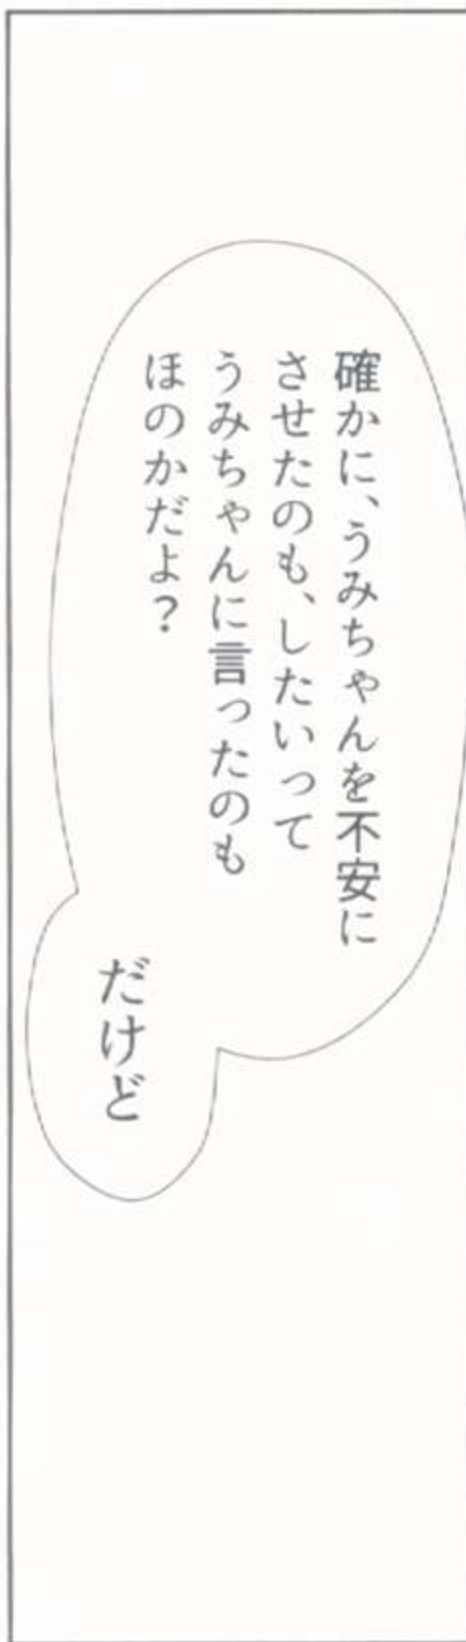 確かに、うみちゃんを不安に
させたのも、したいって
うみちゃんに言ったのも
ほのかだよ？
だけど